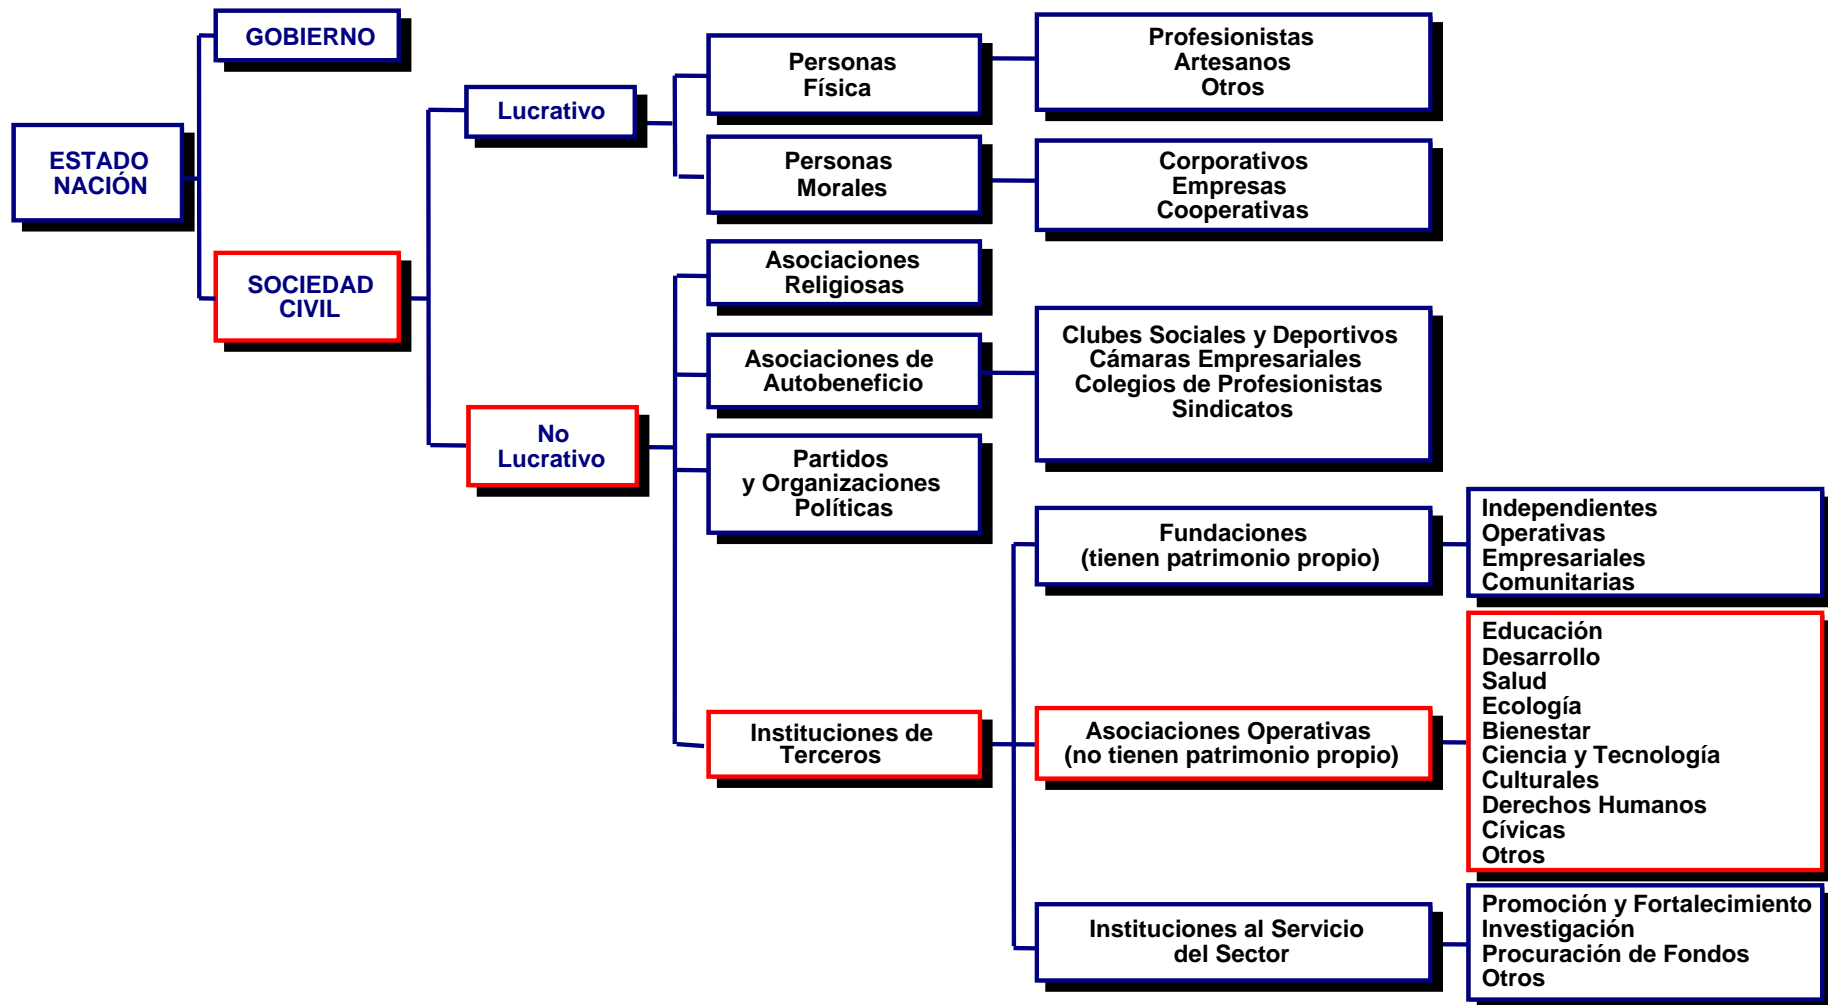 GOBIERNO
ESTADO
NACIÓN
SOCIEDAD
CIVIL
Lucrativo
No
Lucrativo
Personas
Física
Personas
Morales
Asociaciones
Religiosas
Asociaciones de
Autobeneficio
Partidos
y Organizaciones
Políticas
Instituciones de
Terceros
Profesionistas
Artesanos
Otros
Corporativos
Empresas
Cooperativas
Clubes Sociales y Deportivos
Cámaras Empresariales
Colegios de Profesionistas
Sindicatos
Fundaciones
(tienen patrimonio propio)
Asociaciones Operativas
(no tienen patrimonio propio)
Instituciones al Servicio
del Sector
Independientes
Operativas
Empresariales
Comunitarias
Educación
Desarrollo
Salud
Ecología
Bienestar
Ciencia y Tecnología
Culturales
Derechos Humanos
Cívicas
Otros
Promoción y Fortalecimiento
Investigación
Procuración de Fondos
Otros